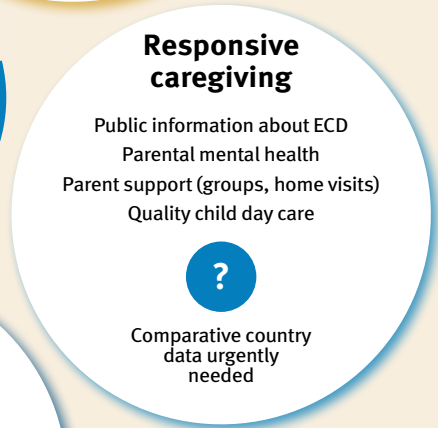 Responsive
caregiving
Public information about ECD
Parental mental health
Parent support (groups, home visits)
Quality child day care
?
Comparative country
data urgently
needed